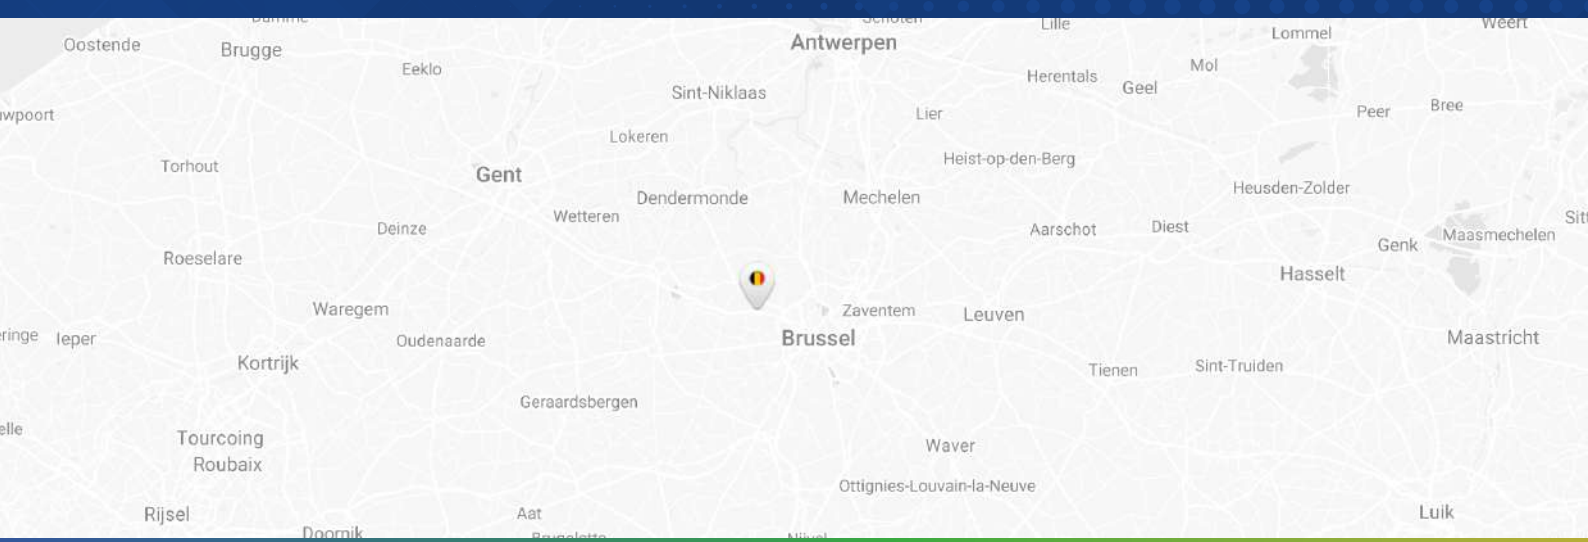 Lille
Weert
Lommel
Antwerpen
Oostende
Brugge
Eeklo
Mol
Herentals
Geel
Sint-Niklaas
Peer
Bree
Lier
Lokeren
Heist-op-den-Berg
Torhout
Gent
Heusden-Zolder
Dendermonde
Mechelen
Wetteren
Deinze
Aarschot
Diest
Maasmechelen
Genk
Roeselare
Hasselt
Waregem
Zaventem
Leuven
Ieper
Oudenaarde
Brussel
Maastricht
Kortrijk
Tienen
Sint-Truiden
Geraardsbergen
Tourcoing
Roubaix
Waver
Ottignies-Louvain-la-Neuve
Rijsel
Aat
Luik
Doornik